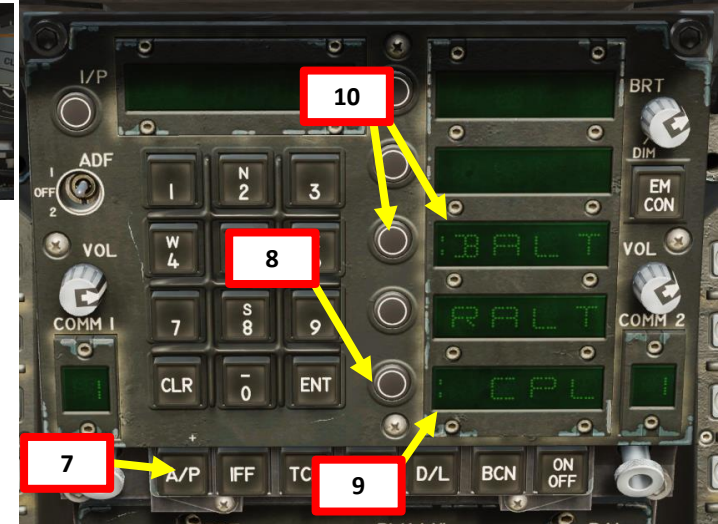 I/P
10
BRT
ADF
1
OFF
2
DIM
EM
CON
1
N
2
3
W
4
:BALT
VOL
8
VOL
7
S
8
9
RALT
COMM 1
COMM 2
1
CLR
-
0
ENT
: CPL
1
7
A/P
IFF
TC
9
D/L
BCN
ON
OFF